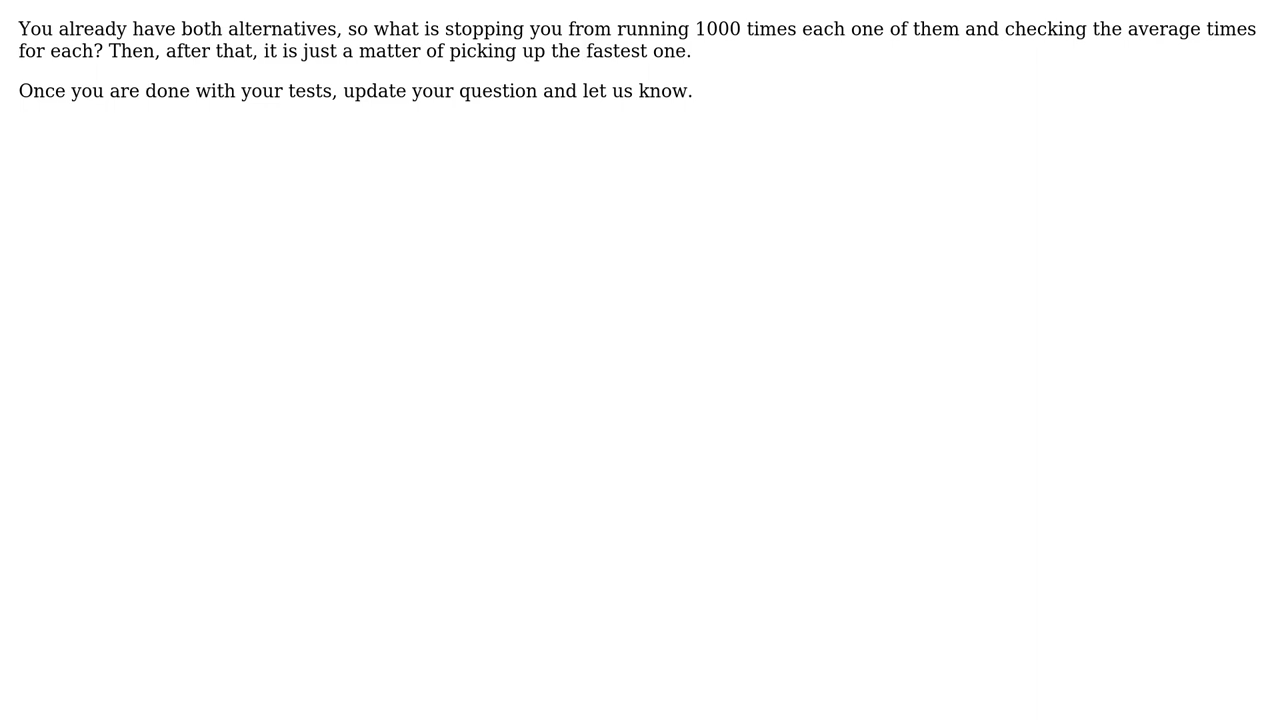 You already have both alternatives, so what is stopping you from running 1000 times each one of them and checking the average times
for each? Then, after that, it is just a matter of picking up the fastest one.
Once you are done with your tests, update your question and let us know.